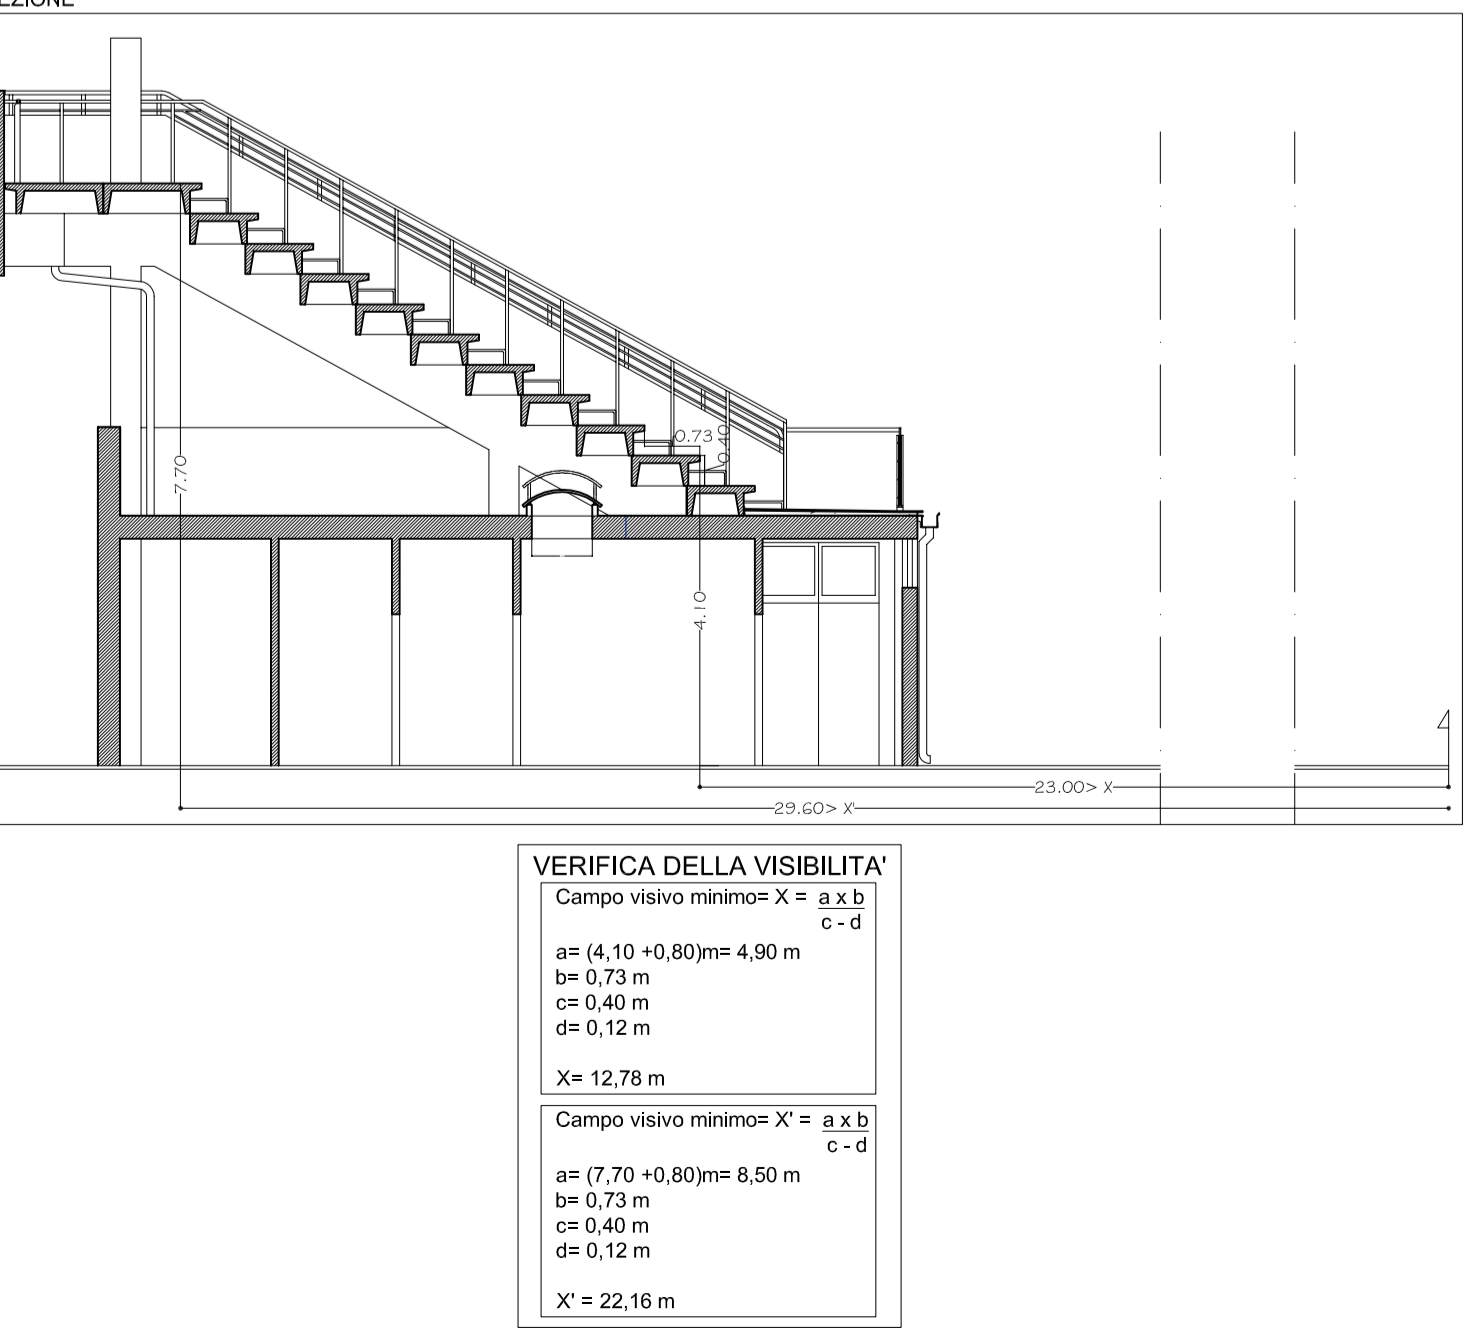 EZIONE
0.73
0.40
7.70
4.10
23.00> X
29.60> X'
VERIFICA DELLA VISIBILITA'
Campo visivo minimo= X = a x b
c - d
a= (4,10 +0,80)m= 4,90 m
b= 0,73 m
c= 0,40 m
d= 0,12 m
X= 12,78 m
Campo visivo minimo= X' = a x b
c - d
a= (7,70 +0,80)m= 8,50 m
b= 0,73 m
c= 0,40 m
d= 0,12 m
X' = 22,16 m